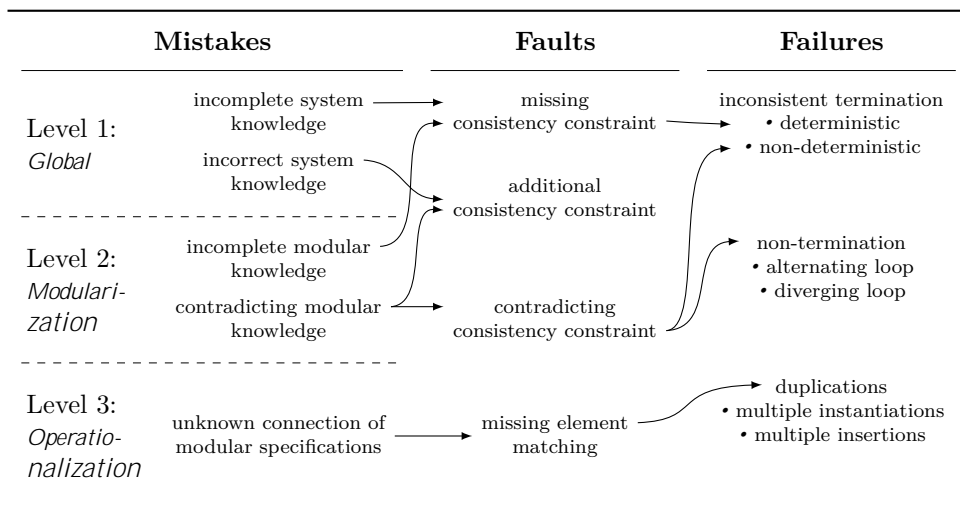 Mistakes
Faults
Failures
Level 1:
Global
incomplete system
knowledge
incorrect system
knowledge
missing
consistency constraint
additional
consistency constraint
inconsistent termination
• deterministic
• non-deterministic
Level 2:
Modulari-
zation
incomplete modular
knowledge
contradicting modular
knowledge
contradicting
consistency constraint
non-termination
• alternating loop
• diverging loop
Level 3:
Operatio-
nalization
unknown connection of
modular specifications
missing element
matching
duplications
• multiple instantiations
• multiple insertions